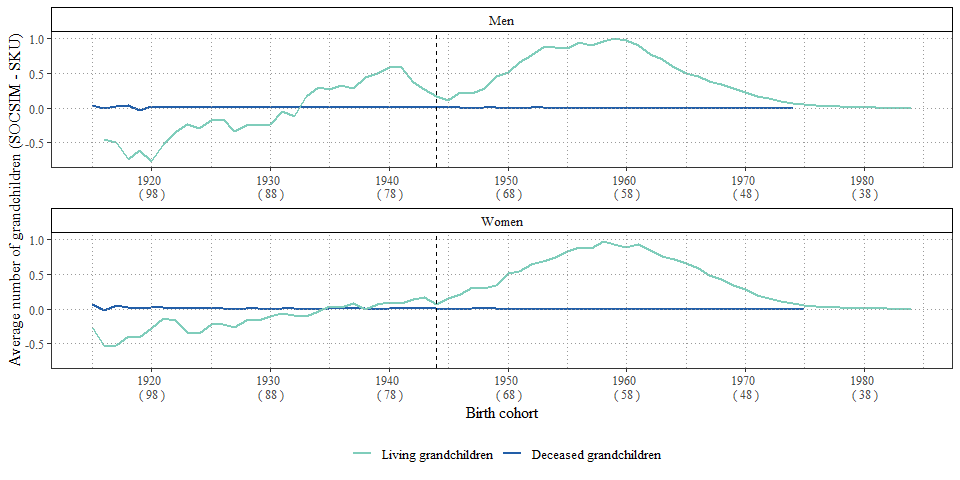 Average number of grandchildren (SOCSIM - SKU)
Men
1.0
0.5
0.0
-0.5
1920 1930 1940 1950 1960 1970 1980
( 98 ) ( 88 ) ( 78 ) ( 68 ) ( 58 ) ( 48 ) ( 38 )
Women
1.0
0.5
0.0
-0.5
1920 1930 1940 1950 1960 1970 1980
( 98 ) ( 88 ) ( 78 ) ( 68 ) ( 58 ) ( 48 ) ( 38 )
Birth cohort
Living grandchildren Deceased grandchildren